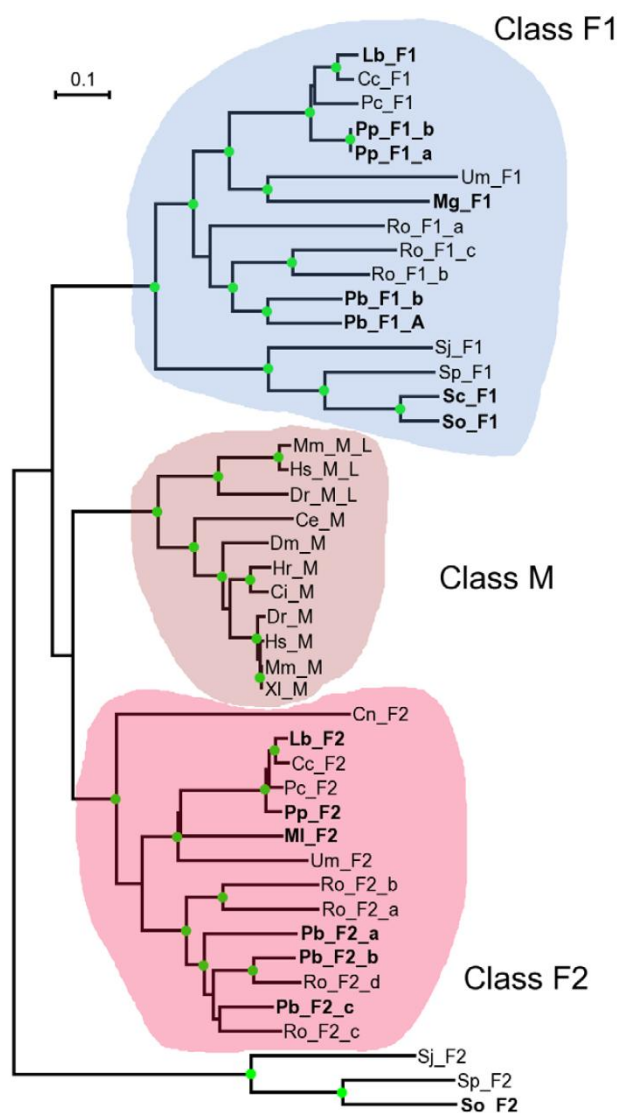 Class F1
0.1
Lb_F1
Cc_F1
Pc_F1
Pp_F1_b
Pp_F1_a
Um_F1
Mg_F1
Ro_F1_a
Ro_F1_c
Ro_F1_b
Pb_F1_b
Pb_F1_A
Sj_F1
Sp_F1
Sc_F1
So_F1
Mm_M_L
Hs_M_L
Dr_M_L
Ce_M
Dm_M
Hr_M
Class M
Ci_M
Dr_M
Hs_M
Mm_M
Xl_M
Cn_F2
Lb_F2
Cc_F2
Pc_F2
Pp_F2
Ml_F2
Um_F2
Ro_F2_b
Ro_F2_a
Pb_F2_a
Pb_F2_b
Class F2
Ro_F2_d
Pb_F2_c
Ro_F2_c
Sj_F2
Sp_F2
So_F2